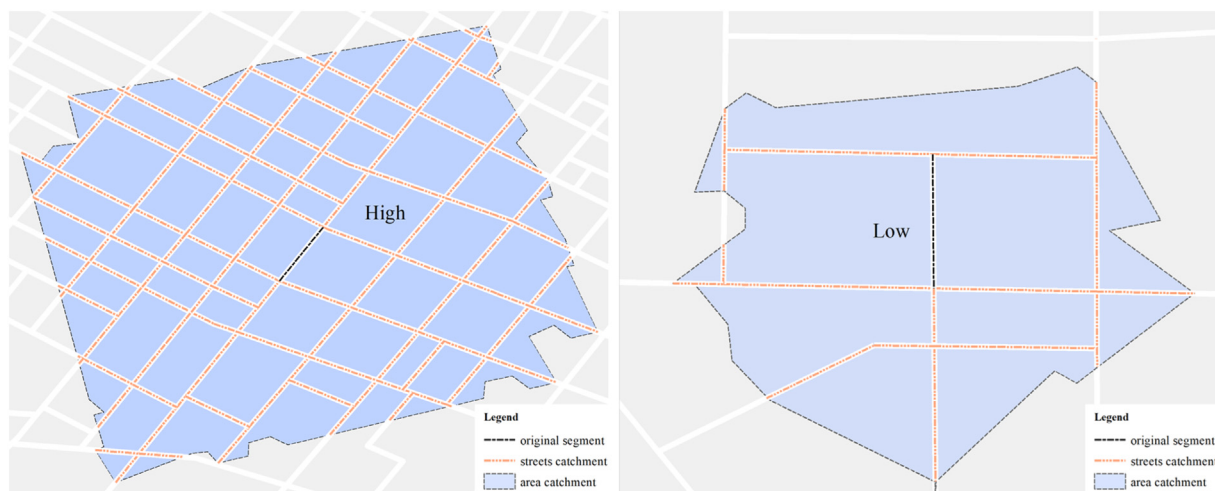 High
Legend
original segment
streets catchment
area catchment
Low
Legend
original segment
streets catchment
area catchment